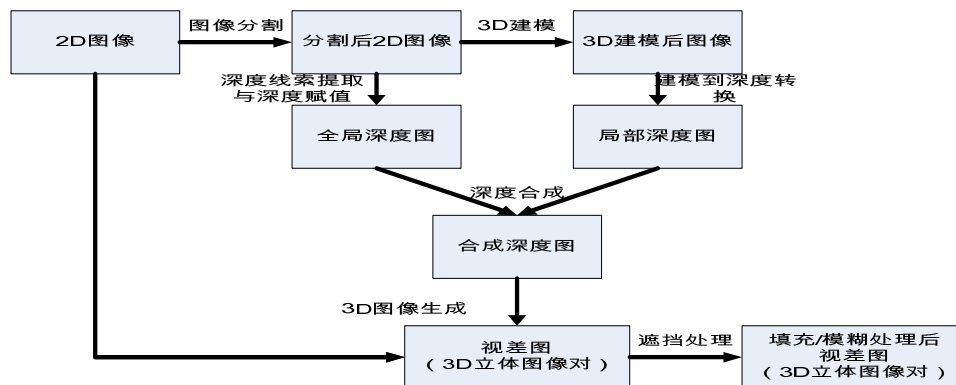 2D图像
图像分割
分割后2D图像
3D建模
3D建模后图像
深度线索提取
与深度赋值
建模到深度转
换
全局深度图
局部深度图
深度合成
合成深度图
3D图像生成
视差图
(3D立体图像对)
遮挡处理
填充/模糊处理后
视差图
(3D立体图像对)